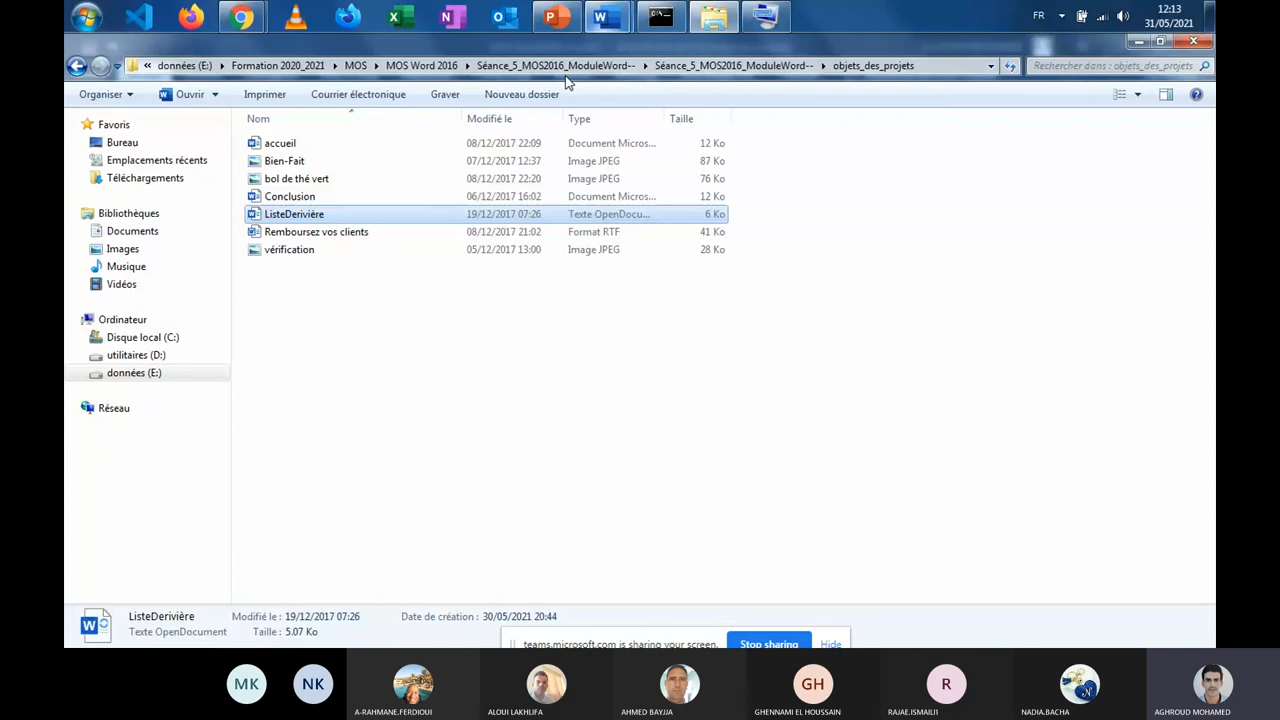 FR
12:13
31/05/2021
« données (E:) Formation 2020_2021 MOS MOS Word 2016 Séance_5_MOS2016_ModuleWord-- Séance_5_MOS2016_ModuleWord-- objets_des_projets
Rechercher dans : objets_des_projets
Organiser Ouvrir Imprimer Courrier électronique Graver Nouveau dossier
Nom Modifié le Type Taille
Favoris
Bureau
Emplacements récents
Téléchargements
Bibliothèques
Documents
Images
Musique
Vidéos
Ordinateur
Disque local (C:)
utilitaires (D:)
données (E:)
Réseau
accueil 08/12/2017 22:09 Document Micros... 12 Ko
Bien-Fait 07/12/2017 12:37 Image JPEG 87 Ko
bol de thé vert 08/12/2017 22:20 Image JPEG 76 Ko
Conclusion 06/12/2017 16:02 Document Micros... 12 Ko
ListeDerivière 19/12/2017 07:26 Texte OpenDocu... 6 Ko
Remboursez vos clients 08/12/2017 21:02 Format RTF 41 Ko
vérification 05/12/2017 13:00 Image JPEG 28 Ko
ListeDerivière Modifié le : 19/12/2017 07:26 Date de création : 30/05/2021 20:44
Texte OpenDocument Taille : 5.07 Ko
teams.microsoft.com is sharing your screen. Stop sharing Hide
MK NK GH R
A-RAHMANE.FERDIOUI ALOUI LAKHLIFA AHMED BAYJJA GHENNAMI EL HOUSSAIN RAJAE.ISMAILI1 NADIA.BACHA AGHROUD MOHAMED